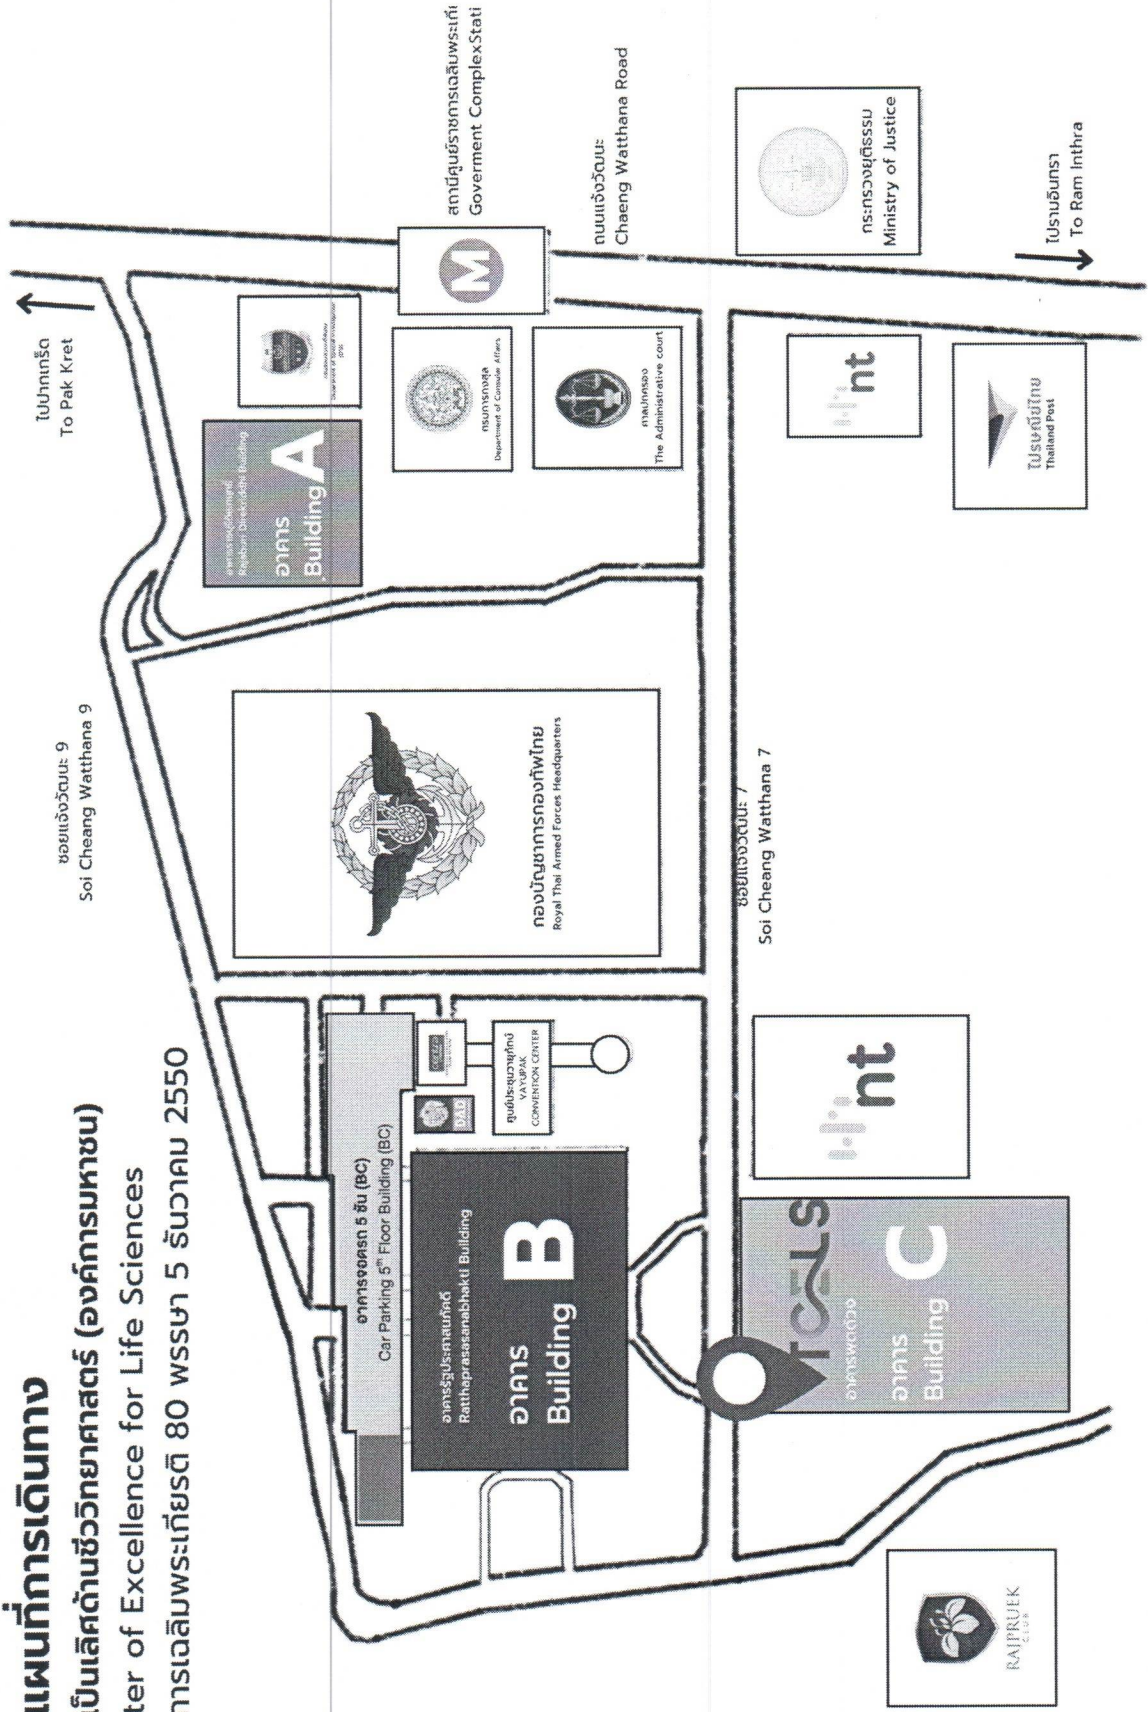 แผนที่การเดินทาง
เป็นเลิศด้านชีววิทยาศาสตร์ (องค์การมหาชน)
ter of Excellence for Life Sciences
การเฉลิมพระเกียรติ 80 พรรษา 5 ธันวาคม 2550
ซอยแจ้งวัฒนะ 9
Soi Cheang Watthana 9
ไปปากเกร็ด
To Pak Kret
Rajaburi Direkriddhi Building
อาคาร
Building A
กรมการกงสุล
Department of Consular Affairs
ศาลปกครอง
The Administrative court
M
สถานีศูนย์ราชการเฉลิมพระเกี
Goverment ComplexStati
ถนนแจ้งวัฒนะ
Chaeng Watthana Road
กระทรวงยุติธรรม
Ministry of Justice
ไปรามอินทรา
To Ram Inthra
nt
ไปรษณีย์ไทย
Thailand Post
กองบัญชาการกองทัพไทย
Royal Thai Armed Forces Headquarters
ซอยแจ้งวัฒนะ 7
Soi Cheang Watthana 7
อาคารจอดรถ 5 ชั้น (BC)
Car Parking 5th Floor Building (BC)
DAD
ศูนย์ประชุมวายุภักษ์
VAYUPAK
CONVENTION CENTER
อาคารรัฐประศาสนภักดี
Ratthaprasasanabhakti Building
อาคาร
Building B
nt
TCELS
อาคารพดด้วง
อาคาร
Building C
RAJPRUEK
CLUB